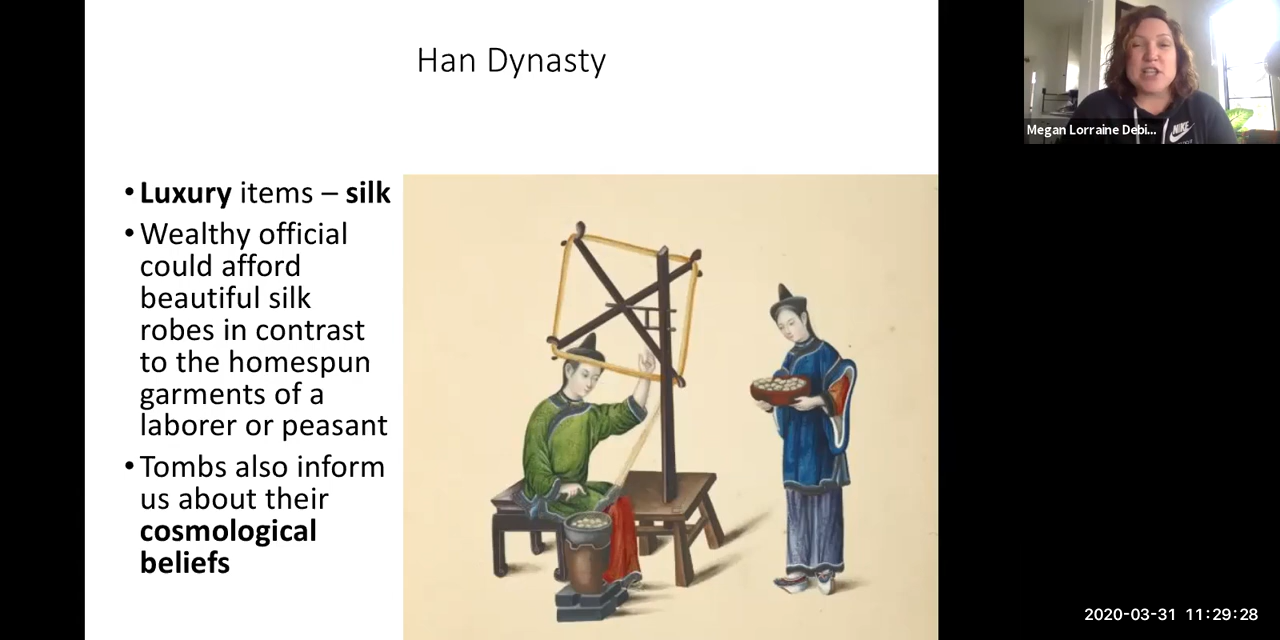 Han Dynasty
• Luxury items – silk
• Wealthy official
could afford
beautiful silk
robes in contrast
to the homespun
garments of a
laborer or peasant
• Tombs also inform
us about their
cosmological
beliefs
Megan Lorraine Debi...
NIKE
2020-03-31 11:29:28